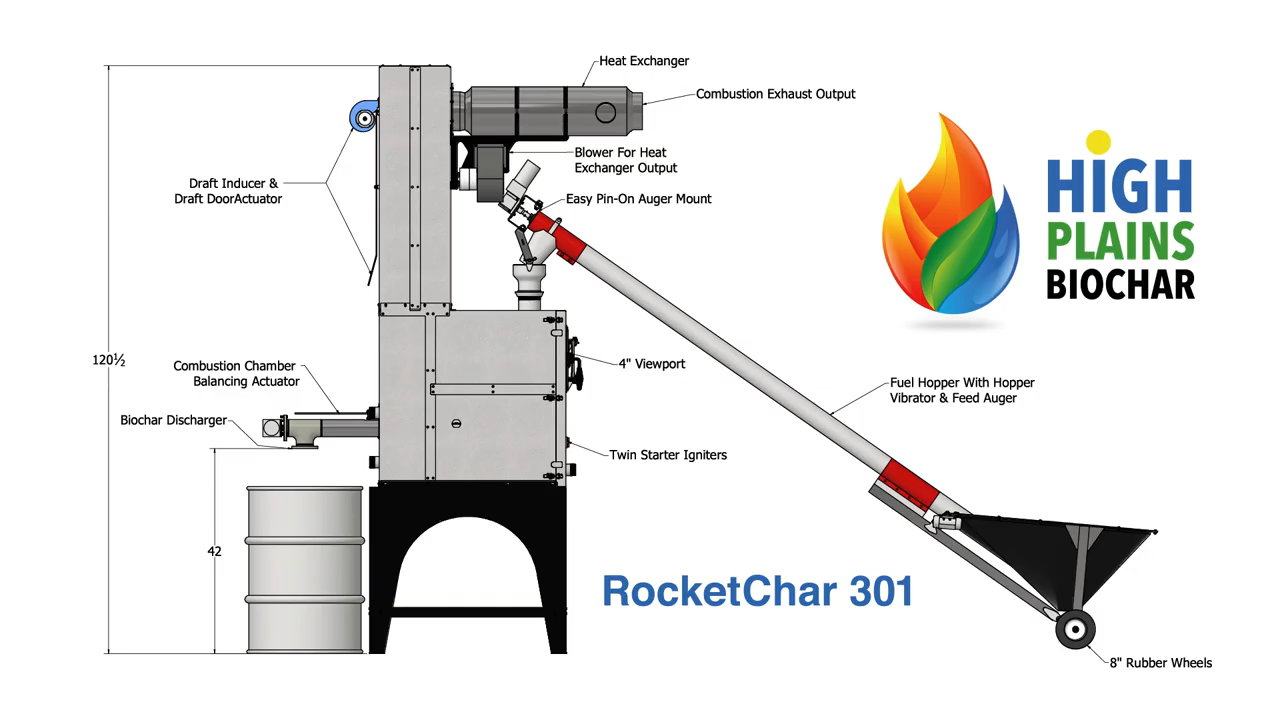 Heat Exchanger
Combustion Exhaust Output
Blower For Heat
Exchanger Output
Easy Pin-On Auger Mount
Draft Inducer &
Draft DoorActuator
HIGH
PLAINS
BIOCHAR
120½
Combustion Chamber
Balancing Actuator
Biochar Discharger
4" Viewport
Fuel Hopper With Hopper
Vibrator & Feed Auger
Twin Starter Igniters
42
RocketChar 301
8" Rubber Wheels